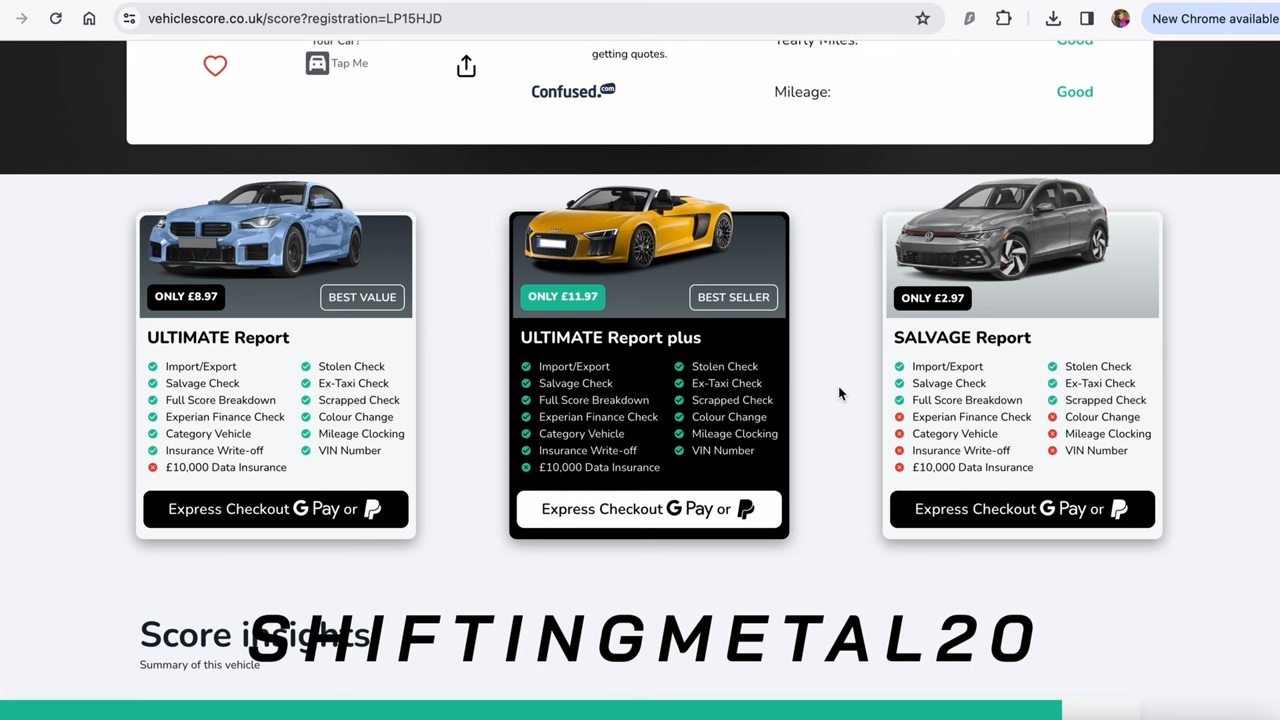 vehiclescore.co.uk/score?registration=LP15HJD
New Chrome available
Your Car?
Tap Me
getting quotes.
Confused.com
Yearly Miles:
Good
Mileage:
Good
ONLY £8.97
BEST VALUE
ULTIMATE Report
Import/Export
Stolen Check
Salvage Check
Ex-Taxi Check
Full Score Breakdown
Scrapped Check
Experian Finance Check
Colour Change
Category Vehicle
Mileage Clocking
Insurance Write-off
VIN Number
£10,000 Data Insurance
Express Checkout G Pay or
ONLY £11.97
BEST SELLER
ULTIMATE Report plus
Import/Export
Stolen Check
Salvage Check
Ex-Taxi Check
Full Score Breakdown
Scrapped Check
Experian Finance Check
Colour Change
Category Vehicle
Mileage Clocking
Insurance Write-off
VIN Number
£10,000 Data Insurance
Express Checkout G Pay or
ONLY £2.97
SALVAGE Report
Import/Export
Stolen Check
Salvage Check
Ex-Taxi Check
Full Score Breakdown
Scrapped Check
Experian Finance Check
Colour Change
Category Vehicle
Mileage Clocking
Insurance Write-off
VIN Number
£10,000 Data Insurance
Express Checkout G Pay or
Score insights
SHIFTINGMETAL20
Summary of this vehicle